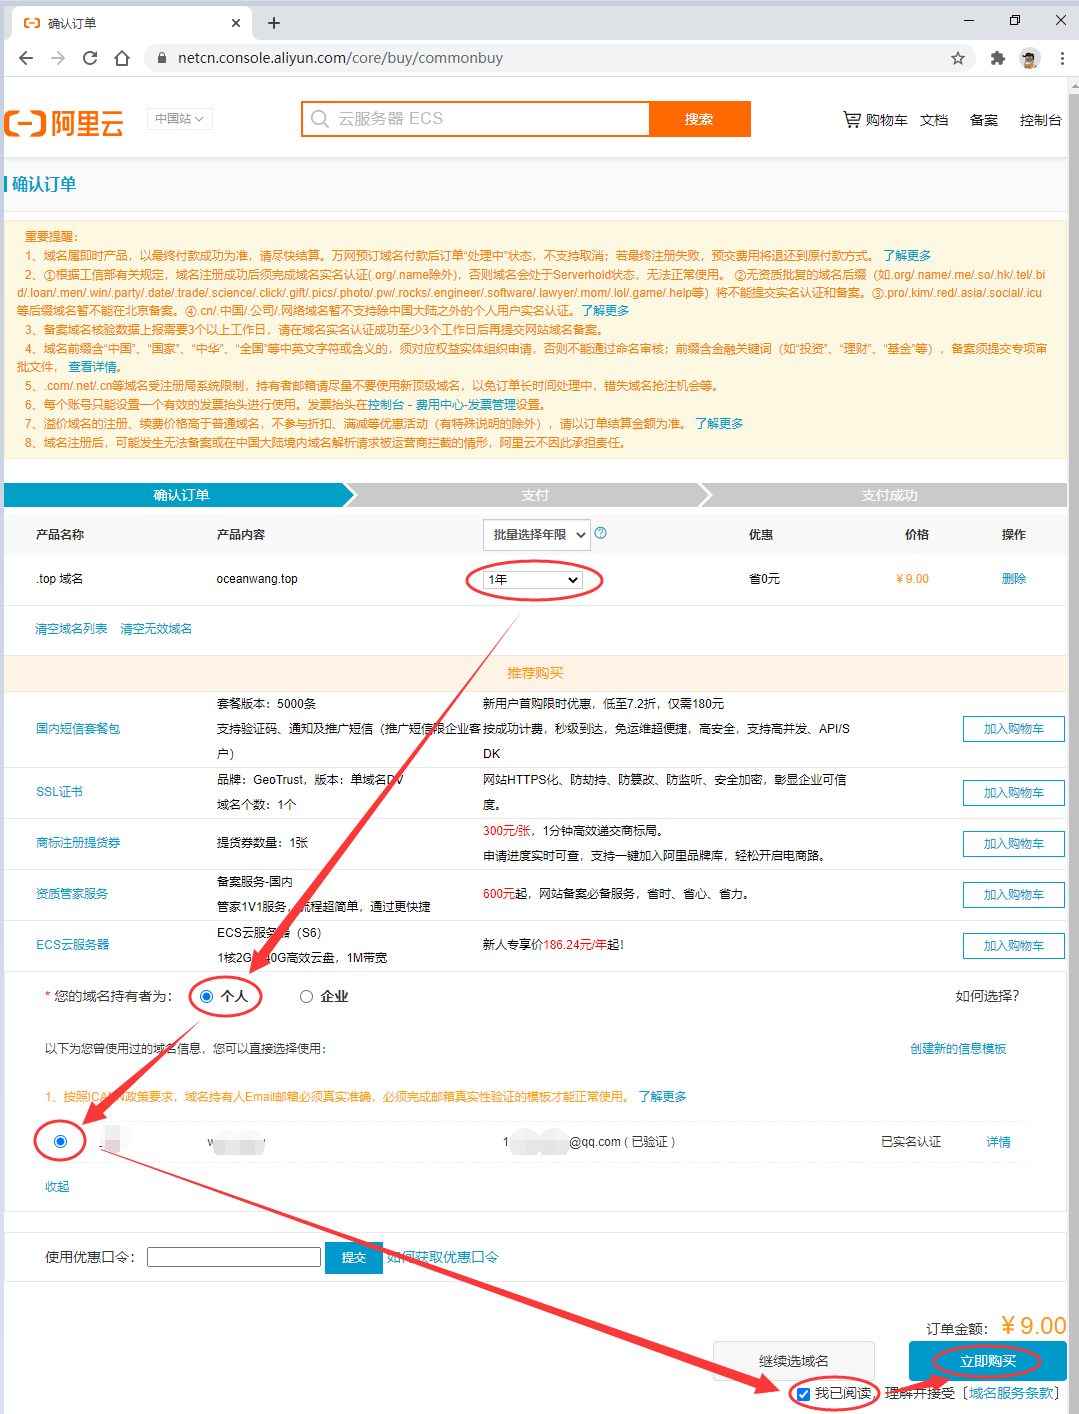 确认订单
netcn.console.aliyun.com/core/buy/commonbuy
阿里云 中国站 云服务器 ECS 搜索 购物车 文档 备案 控制台
确认订单
重要提醒：
1、域名属即时产品，以最终付款成功为准，请尽快结算。万网预订域名付款后订单“处理中”状态，不支持取消；若最终注册失败，预交费用将退还到原付款方式。 了解更多
2、①根据工信部有关规定，域名注册成功后须完成域名实名认证(.org/.name除外)，否则域名会处于Serverhold状态，无法正常使用。 ②无资质批复的域名后缀（如.org/.name/.me/.so/.hk/.tel/.bi
d/.loan/.men/.win/.party/.date/.trade/.science/.click/.gift/.pics/.photo/.pw/.rocks/.engineer/.software/.lawyer/.mom/.lol/.game/.help等）将不能提交实名认证和备案。③.pro/.kim/.red/.asia/.social/.icu
等后缀域名暂不能在北京备案。④.cn/.中国/.公司/.网络域名暂不支持除中国大陆之外的个人用户实名认证。 了解更多
3、备案域名核验数据上报需要3个以上工作日，请在域名实名认证成功至少3个工作日后再提交网站域名备案。
4、域名前缀含“中国”、“国家”、“中华”、“全国”等中英文字符或含义的，须对应权益实体组织申请，否则不能通过命名审核；前缀含金融关键词（如“投资”、“理财”、“基金”等），备案须提交专项审
批文件， 查看详情。
5、.com/.net/.cn等域名受注册局系统限制，持有者邮箱请尽量不要使用新顶级域名，以免订单长时间处理中，错失域名抢注机会等。
6、每个账号只能设置一个有效的发票抬头进行使用。发票抬头在控制台 - 费用中心-发票管理设置。
7、溢价域名的注册、续费价格高于普通域名，不参与折扣、满减等优惠活动（有特殊说明的除外），请以订单结算金额为准。 了解更多
8、域名注册后，可能发生无法备案或在中国大陆境内域名解析请求被运营商拦截的情形，阿里云不因此承担责任。
确认订单 支付 支付成功
产品名称 产品内容 批量选择年限 ? 优惠 价格 操作
.top 域名 oceanwang.top 1年 省0元 ¥ 9.00 删除
清空域名列表 清空无效域名
推荐购买
套餐版本：5000条 新用户首购限时优惠，低至7.2折，仅需180元
国内短信套餐包 支持验证码、通知及推广短信（推广短信限企业客 按成功计费，秒级到达，免运维超便捷，高安全，支持高并发、API/S 加入购物车
户） DK
品牌：GeoTrust，版本：单域名DV 网站HTTPS化、防劫持、防篡改、防监听、安全加密，彰显企业可信
SSL证书 加入购物车
域名个数：1个 度。
300元/张，1分钟高效递交商标局。
商标注册提货券 提货券数量：1张 加入购物车
申请进度实时可查，支持一键加入阿里品牌库，轻松开启电商路。
备案服务-国内
资质管家服务 600元起，网站备案必备服务，省时、省心、省力。 加入购物车
管家1V1服务，流程超简单，通过更快捷
ECS云服务器（S6）
ECS云服务器 新人专享价186.24元/年起！ 加入购物车
1核2G 40G高效云盘，1M带宽
* 您的域名持有者为： 个人 企业 如何选择？
以下为您曾使用过的域名信息，您可以直接选择使用： 创建新的信息模板
1、按照ICANN政策要求，域名持有人Email邮箱必须真实准确，必须完成邮箱真实性验证的模板才能正常使用。 了解更多
@qq.com ( 已验证 ) 已实名认证 详情
收起
使用优惠口令： 提交 如何获取优惠口令
订单金额： ¥ 9.00
继续选域名 立即购买
我已阅读，理解并接受［域名服务条款］